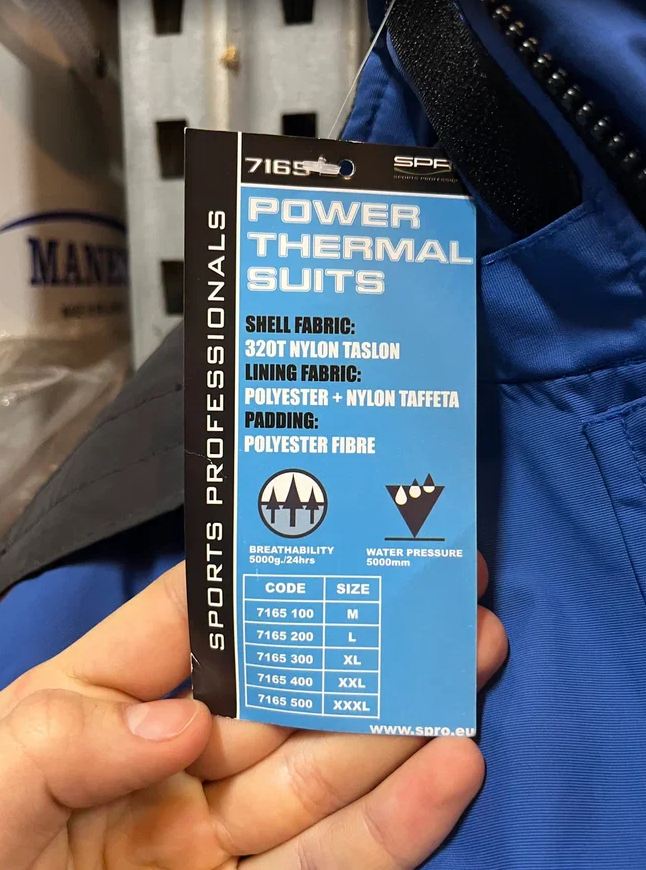 MANE
7165
SPR
SPORTS PROFESSIONALS
POWER
THERMAL
SUITS
SHELL FABRIC:
320T NYLON TASLON
LINING FABRIC:
POLYESTER + NYLON TAFFETA
PADDING:
POLYESTER FIBRE
BREATHABILITY
5000g./24hrs
WATER PRESSURE
5000mm
CODE SIZE
7165 100 M
7165 200 L
7165 300 XL
7165 400 XXL
7165 500 XXXL
www.spro.eu